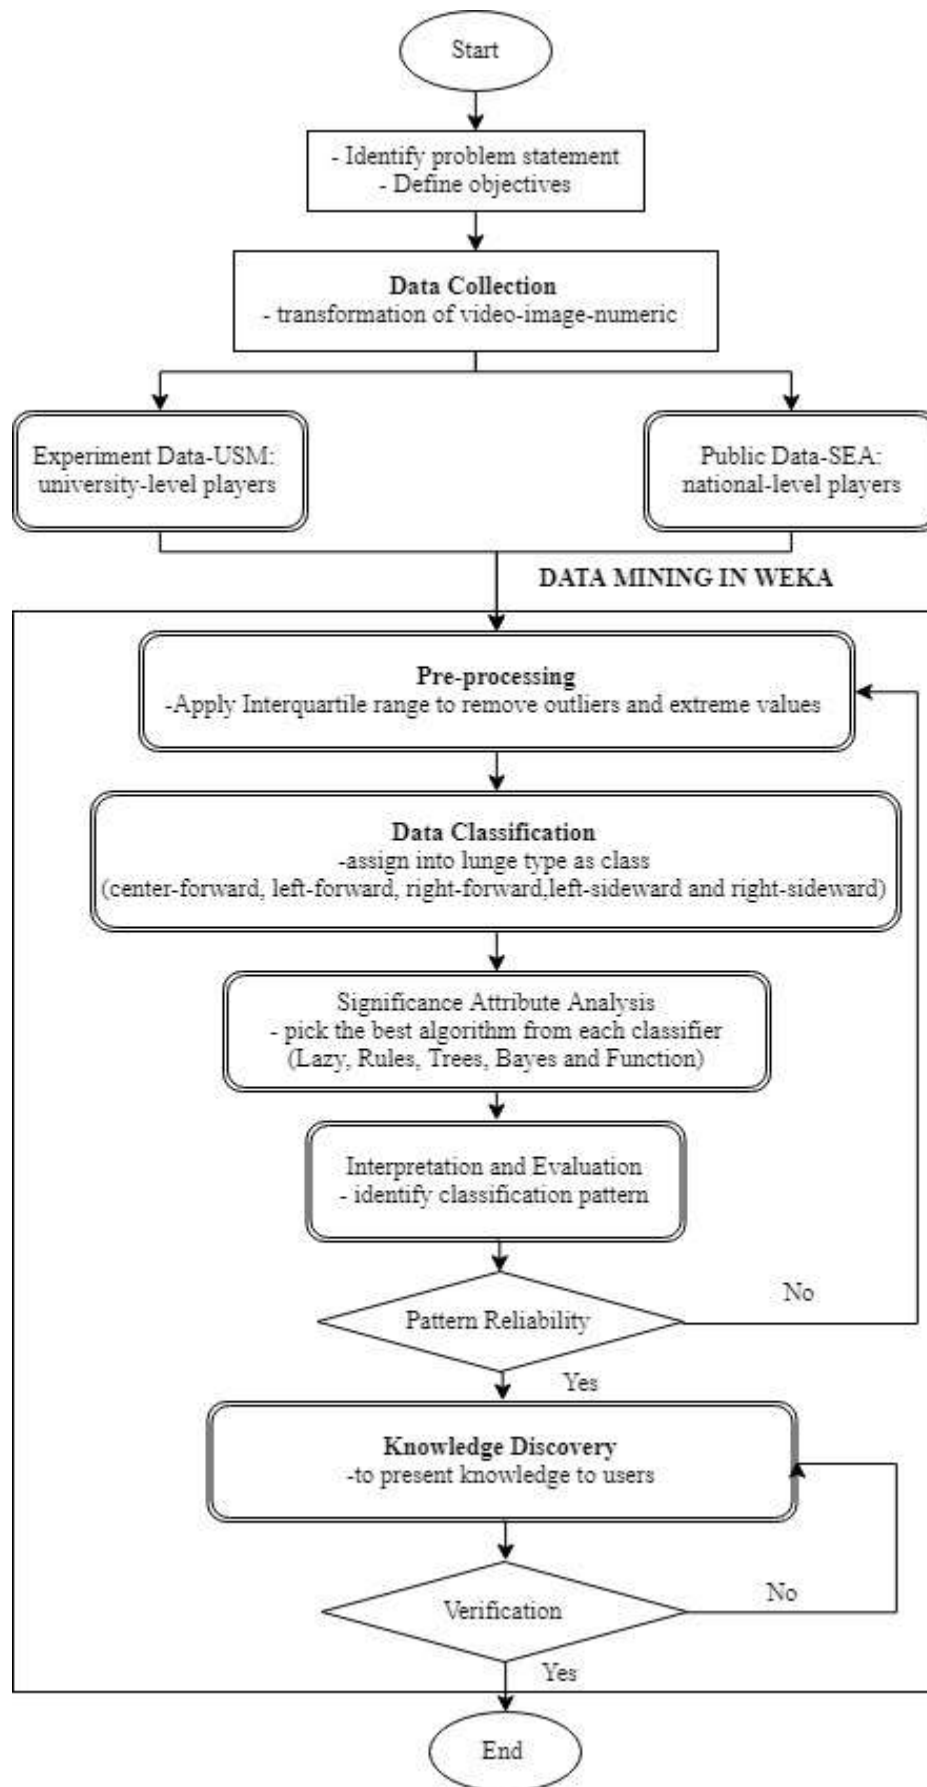 Start
- Identify problem statement
- Define objectives
Data Collection
- transformation of video-image-numeric
Experiment Data-USM:
university-level players
Public Data-SEA:
national-level players
DATA MINING IN WEKA
Pre-processing
-Apply Interquartile range to remove outliers and extreme values
Data Classification
-assign into lunge type as class
(center-forward, left-forward, right-forward,left-sideward and right-sideward)
Significance Attribute Analysis
- pick the best algorithm from each classifier
(Lazy, Rules, Trees, Bayes and Function)
Interpretation and Evaluation
- identify classification pattern
Pattern Reliability
No
Yes
Knowledge Discovery
-to present knowledge to users
Verification
No
Yes
End